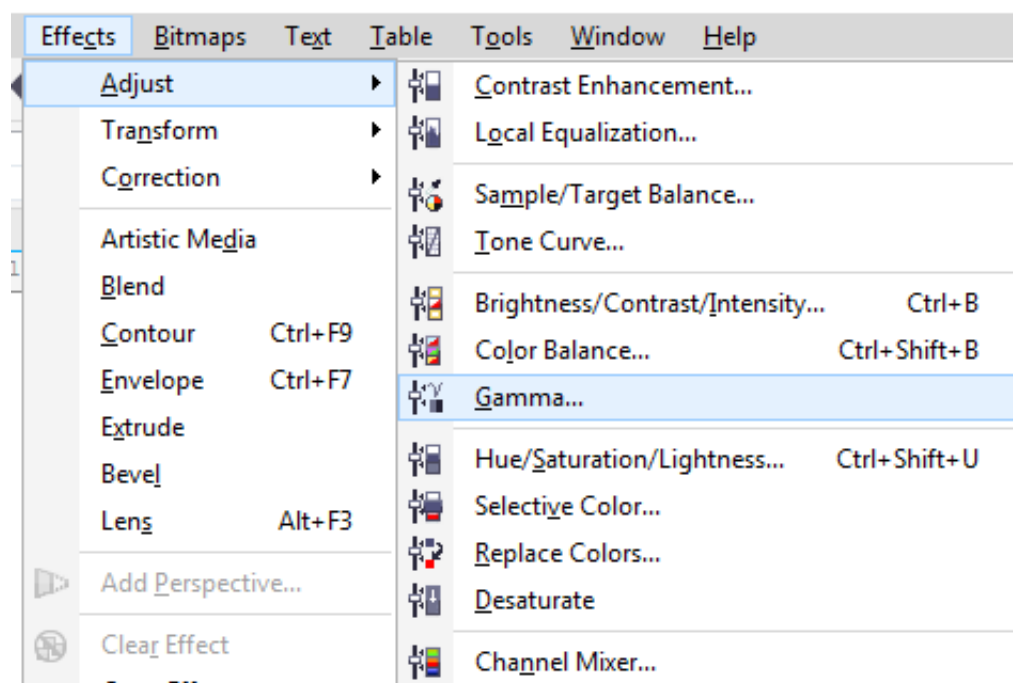 Effects Bitmaps Text Table Tools Window Help
Adjust
Transform
Correction
Artistic Media
Blend
Contour Ctrl+F9
Envelope Ctrl+F7
Extrude
Bevel
Lens Alt+F3
Add Perspective...
Clear Effect
Contrast Enhancement...
Local Equalization...
Sample/Target Balance...
Tone Curve...
Brightness/Contrast/Intensity... Ctrl+B
Color Balance... Ctrl+Shift+B
Gamma...
Hue/Saturation/Lightness... Ctrl+Shift+U
Selective Color...
Replace Colors...
Desaturate
Channel Mixer...